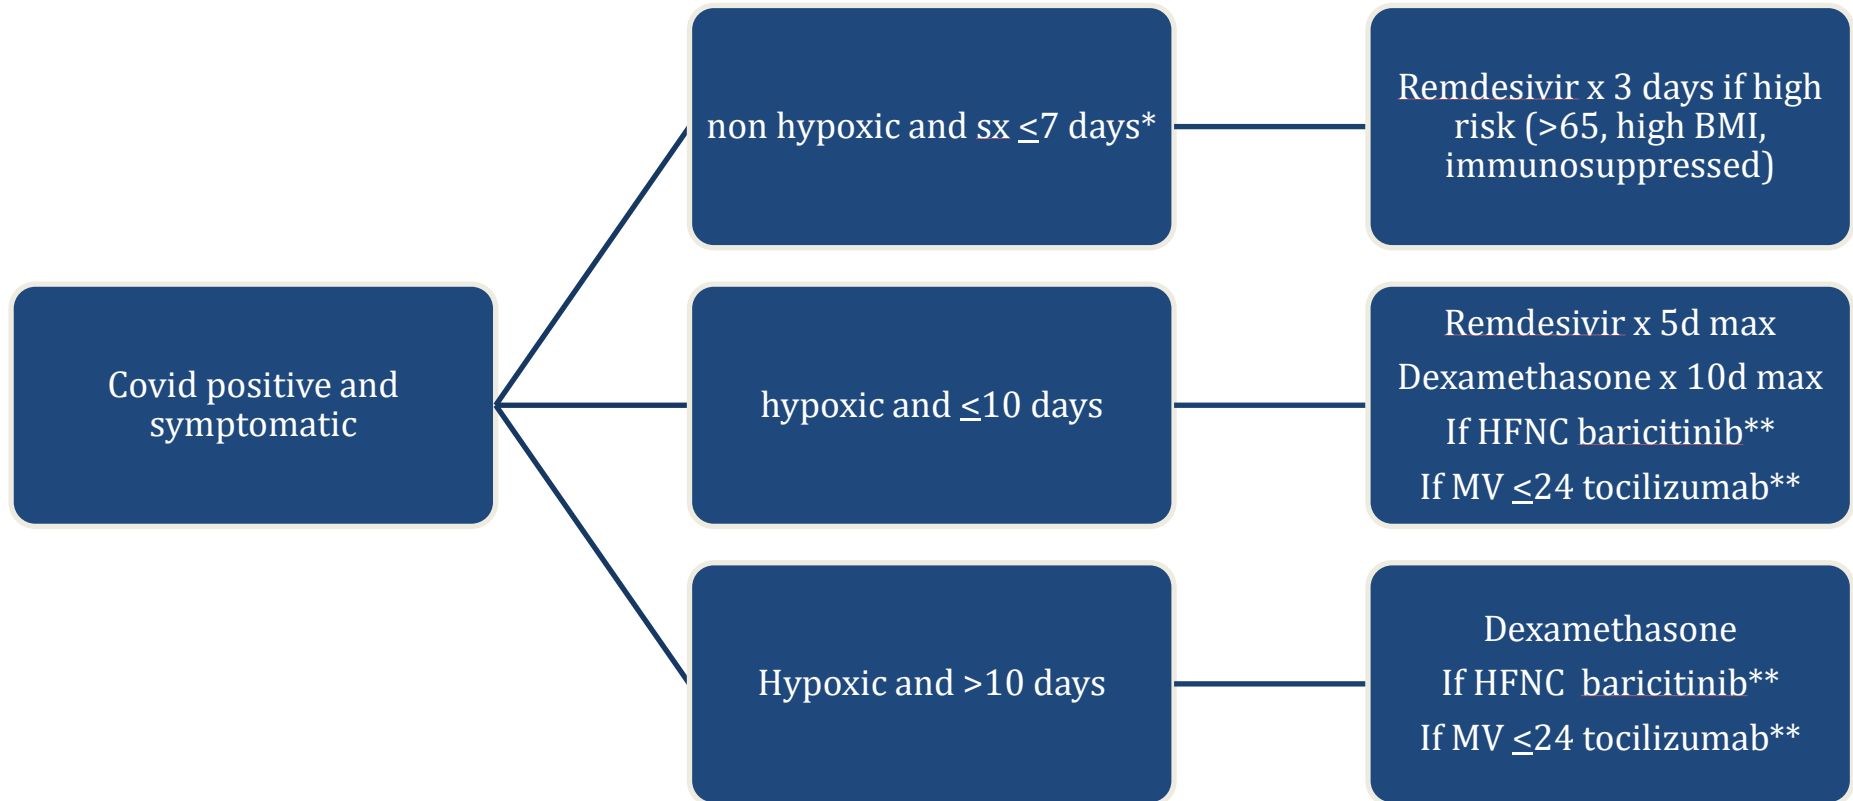 Covid positive and
symptomatic
non hypoxic and sx ≤7 days*
Remdesivir x 3 days if high
risk (>65, high BMI,
immunosuppressed)
hypoxic and ≤10 days
Remdesivir x 5d max
Dexamethasone x 10d max
If HFNC baricitinib**
If MV ≤24 tocilizumab**
Hypoxic and >10 days
Dexamethasone
If HFNC baricitinib**
If MV ≤24 tocilizumab**